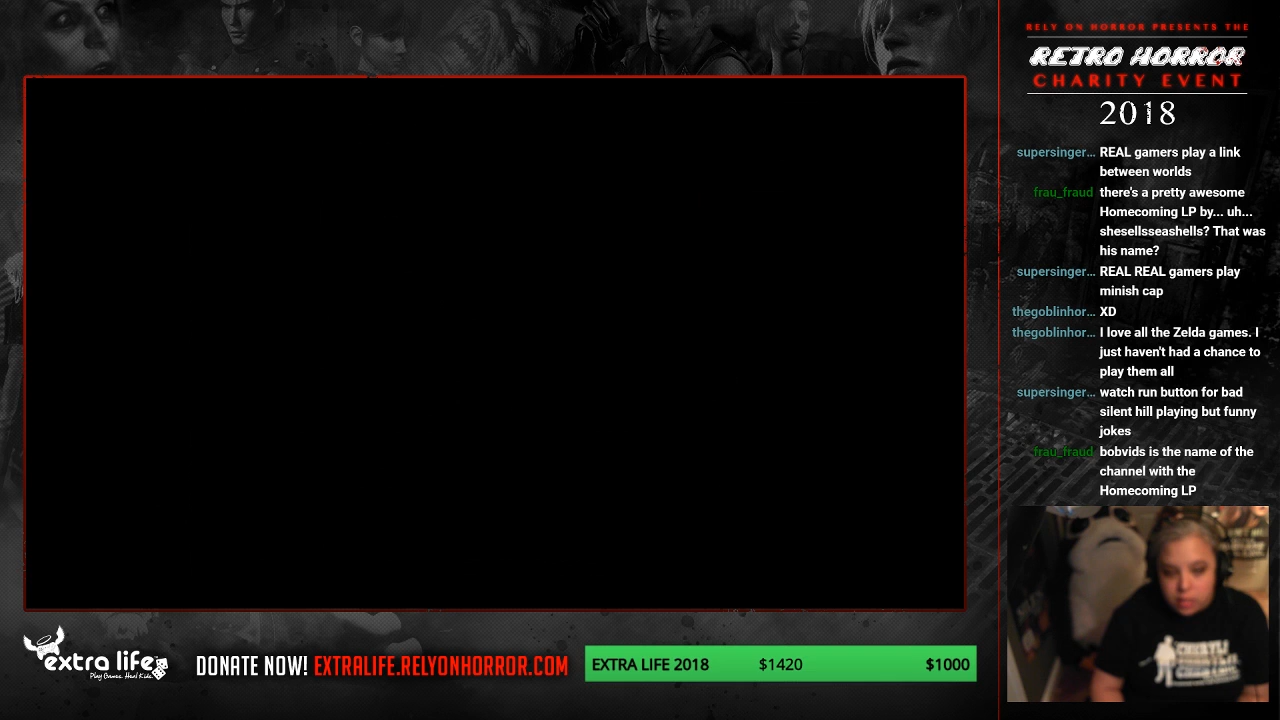 RELY ON HORROR PRESENTS THE
RETRO HORROR
CHARITY EVENT
2018
supersinger… REAL gamers play a link
between worlds
frau_fraud there's a pretty awesome
Homecoming LP by... uh...
shesellsseashells? That was
his name?
supersinger… REAL REAL gamers play
minish cap
thegoblinhor… XD
thegoblinhor… I love all the Zelda games. I
just haven't had a chance to
play them all
supersinger… watch run button for bad
silent hill playing but funny
jokes
frau_fraud bobvids is the name of the
channel with the
Homecoming LP
extra life
Play Games. Heal Kids.
DONATE NOW! EXTRALIFE.RELYONHORROR.COM
EXTRA LIFE 2018 $1420 $1000